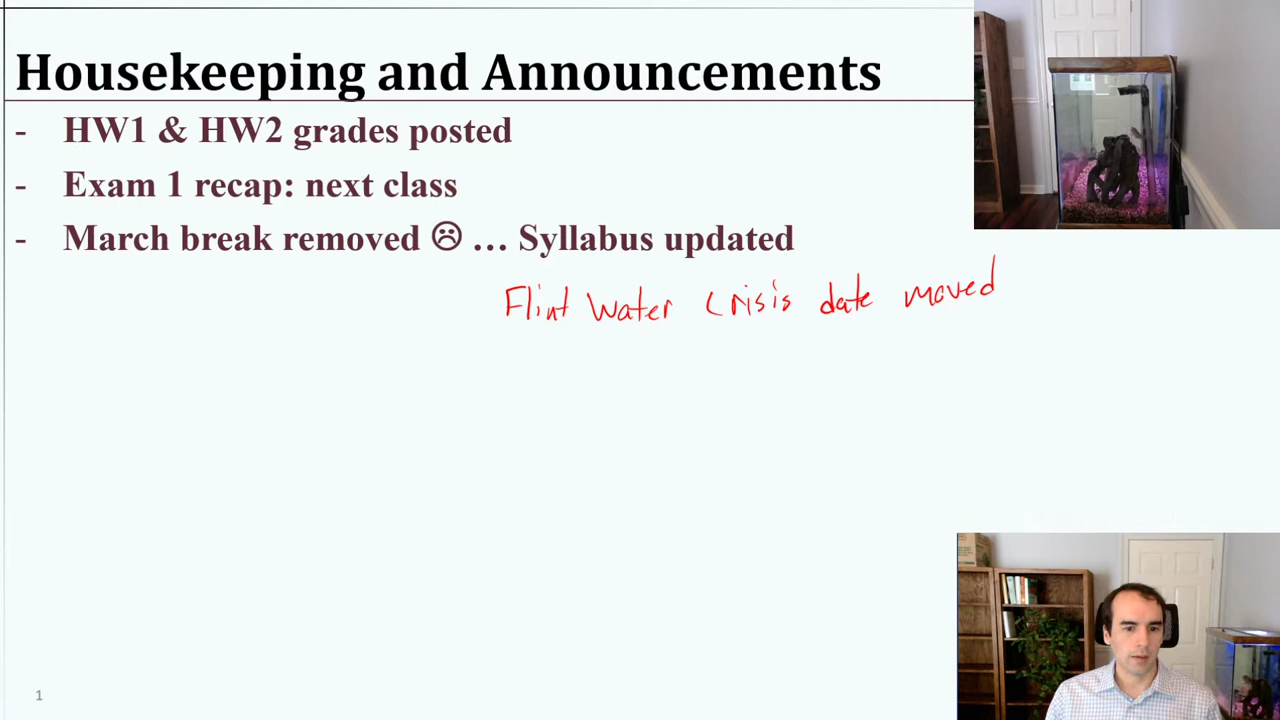 Housekeeping and Announcements
- HW1 & HW2 grades posted
- Exam 1 recap: next class
- March break removed ☹ … Syllabus updated
Flint Water Crisis date moved
1